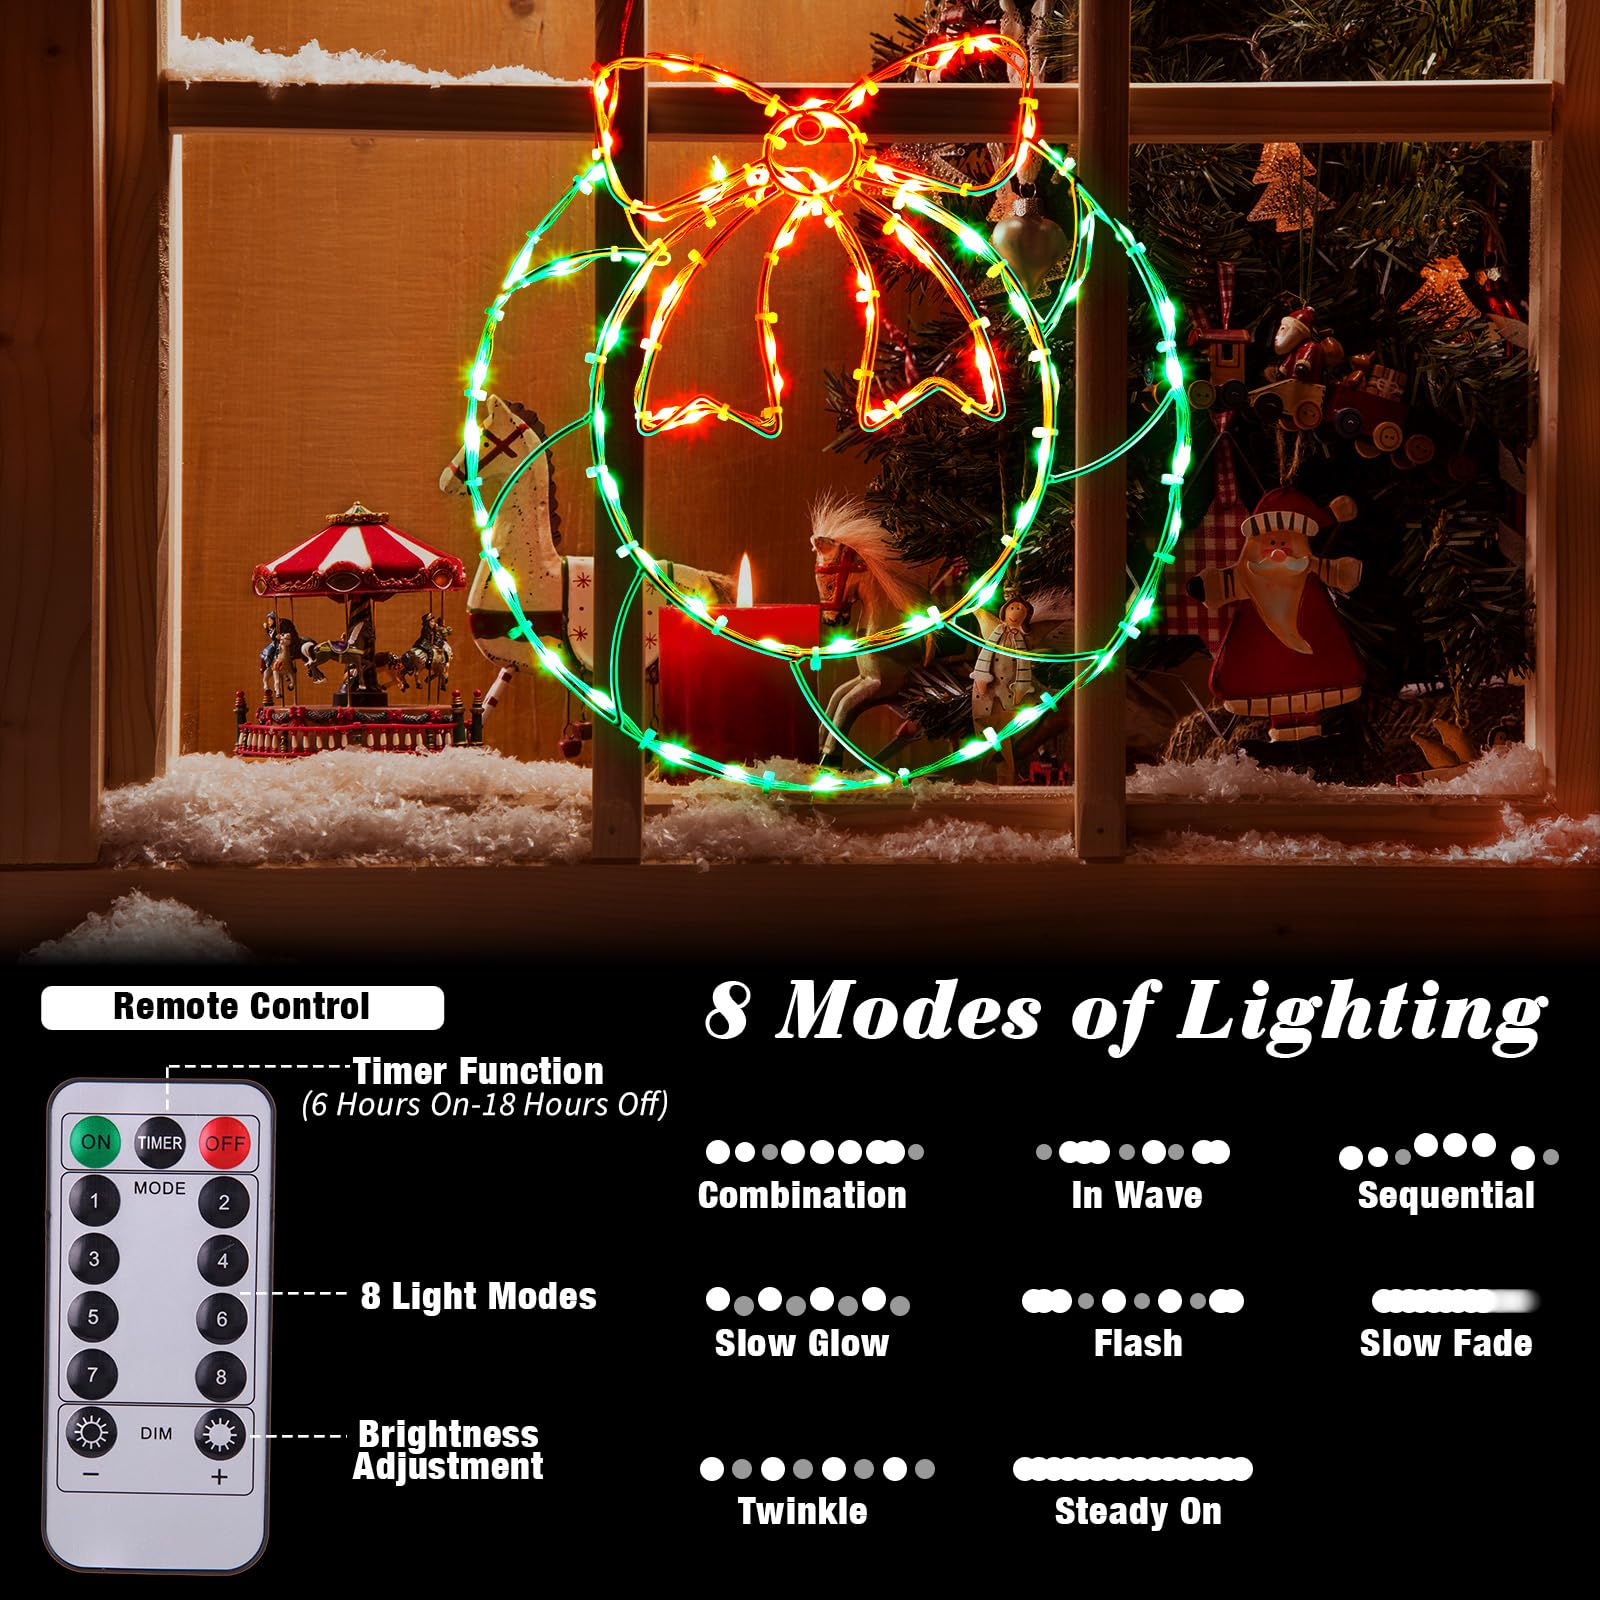 Remote Control
8 Modes of Lighting
Timer Function
(6 Hours On-18 Hours Off)
ON TIMER OFF
MODE
1 2
3 4
5 6
7 8
DIM
− +
8 Light Modes
Brightness
Adjustment
Combination
In Wave
Sequential
Slow Glow
Flash
Slow Fade
Twinkle
Steady On